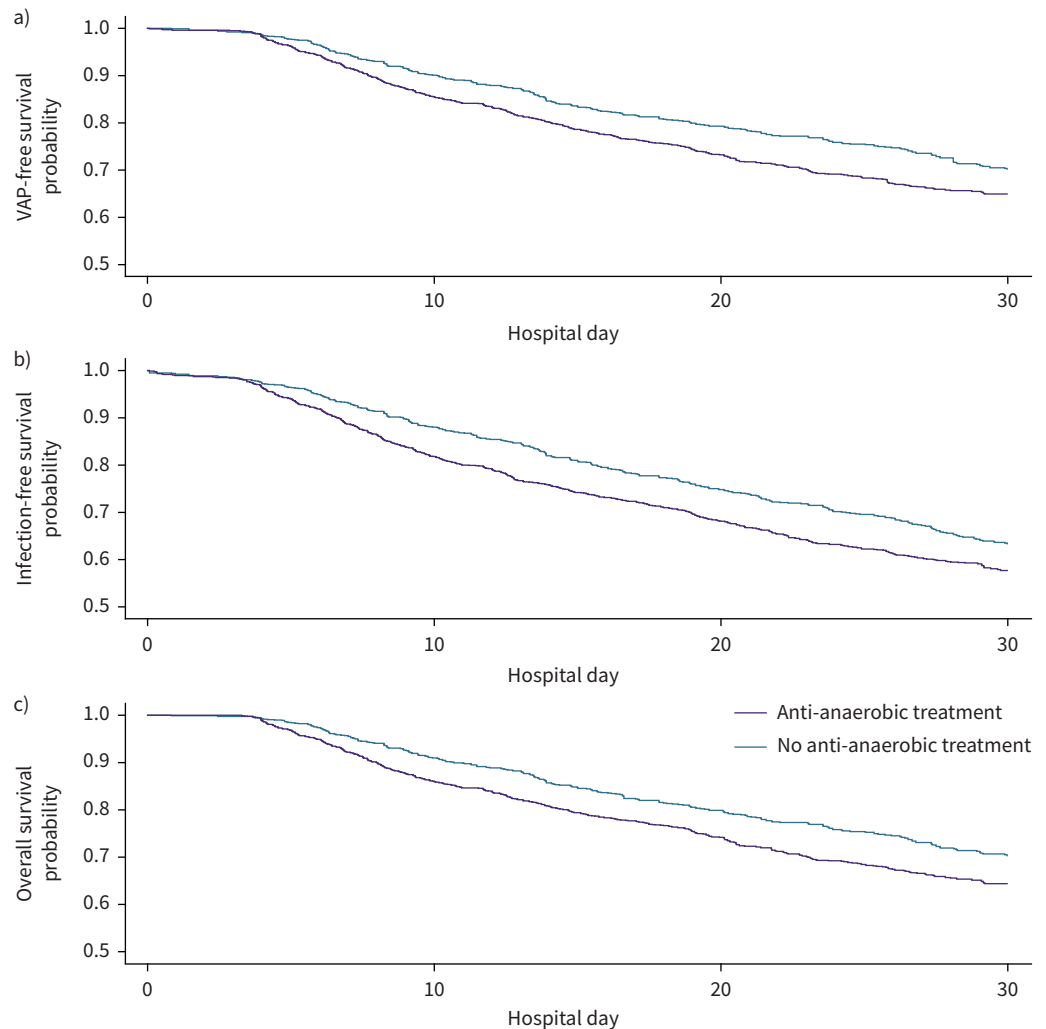 a)
VAP-free survival
probability
1.0
0.9
0.8
0.7
0.6
0.5
0
10
20
30
Hospital day
b)
Infection-free survival
probability
1.0
0.9
0.8
0.7
0.6
0.5
0
10
20
30
Hospital day
c)
Overall survival
probability
1.0
0.9
0.8
0.7
0.6
0.5
Anti-anaerobic treatment
No anti-anaerobic treatment
0
10
20
30
Hospital day